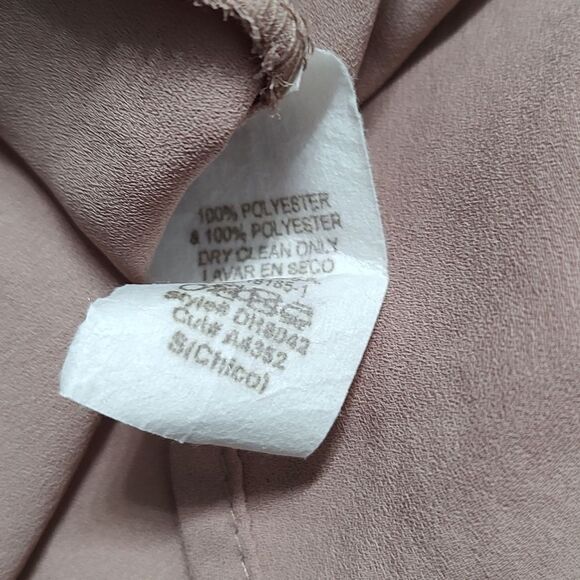 100% POLYESTER
& 100% POLYESTER
DRY CLEAN ONLY
LAVAR EN SECO
Style# DR8042
Cut# A4352
S(Chico)